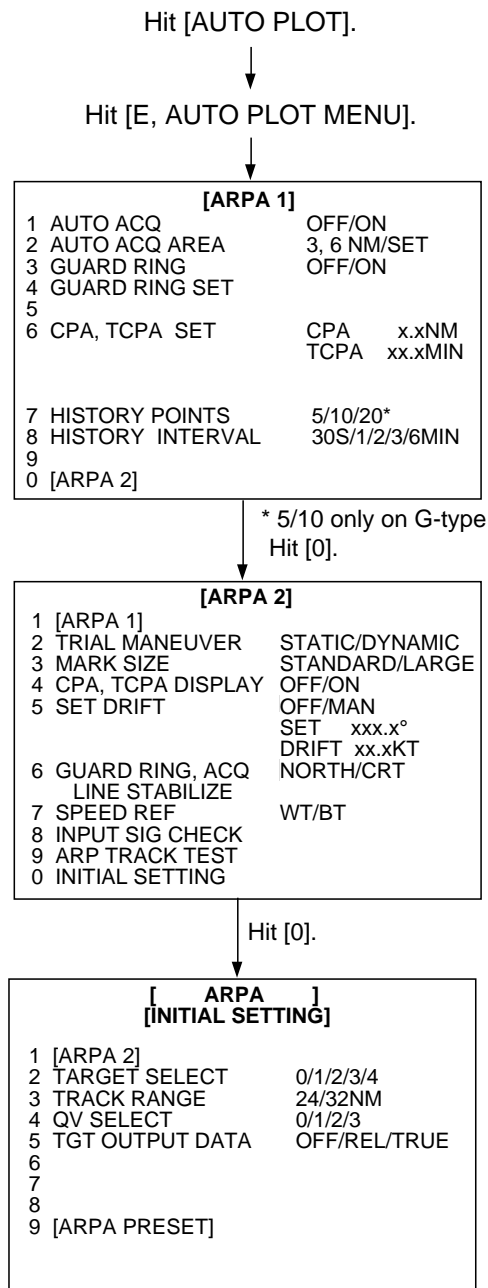 Hit [AUTO PLOT].
Hit [E, AUTO PLOT MENU].
[ARPA 1]
1 AUTO ACQ OFF/ON
2 AUTO ACQ AREA 3, 6 NM/SET
3 GUARD RING OFF/ON
4 GUARD RING SET
5
6 CPA, TCPA SET CPA x.xNM
TCPA xx.xMIN
7 HISTORY POINTS 5/10/20*
8 HISTORY INTERVAL 30S/1/2/3/6MIN
9
0 [ARPA 2]
* 5/10 only on G-type
Hit [0].
[ARPA 2]
1 [ARPA 1]
2 TRIAL MANEUVER STATIC/DYNAMIC
3 MARK SIZE STANDARD/LARGE
4 CPA, TCPA DISPLAY OFF/ON
5 SET DRIFT OFF/MAN
SET xxx.x°
DRIFT xx.xKT
6 GUARD RING, ACQ NORTH/CRT
LINE STABILIZE
7 SPEED REF WT/BT
8 INPUT SIG CHECK
9 ARP TRACK TEST
0 INITIAL SETTING
Hit [0].
[ ARPA ]
[INITIAL SETTING]
1 [ARPA 2]
2 TARGET SELECT 0/1/2/3/4
3 TRACK RANGE 24/32NM
4 QV SELECT 0/1/2/3
5 TGT OUTPUT DATA OFF/REL/TRUE
6
7
8
9 [ARPA PRESET]